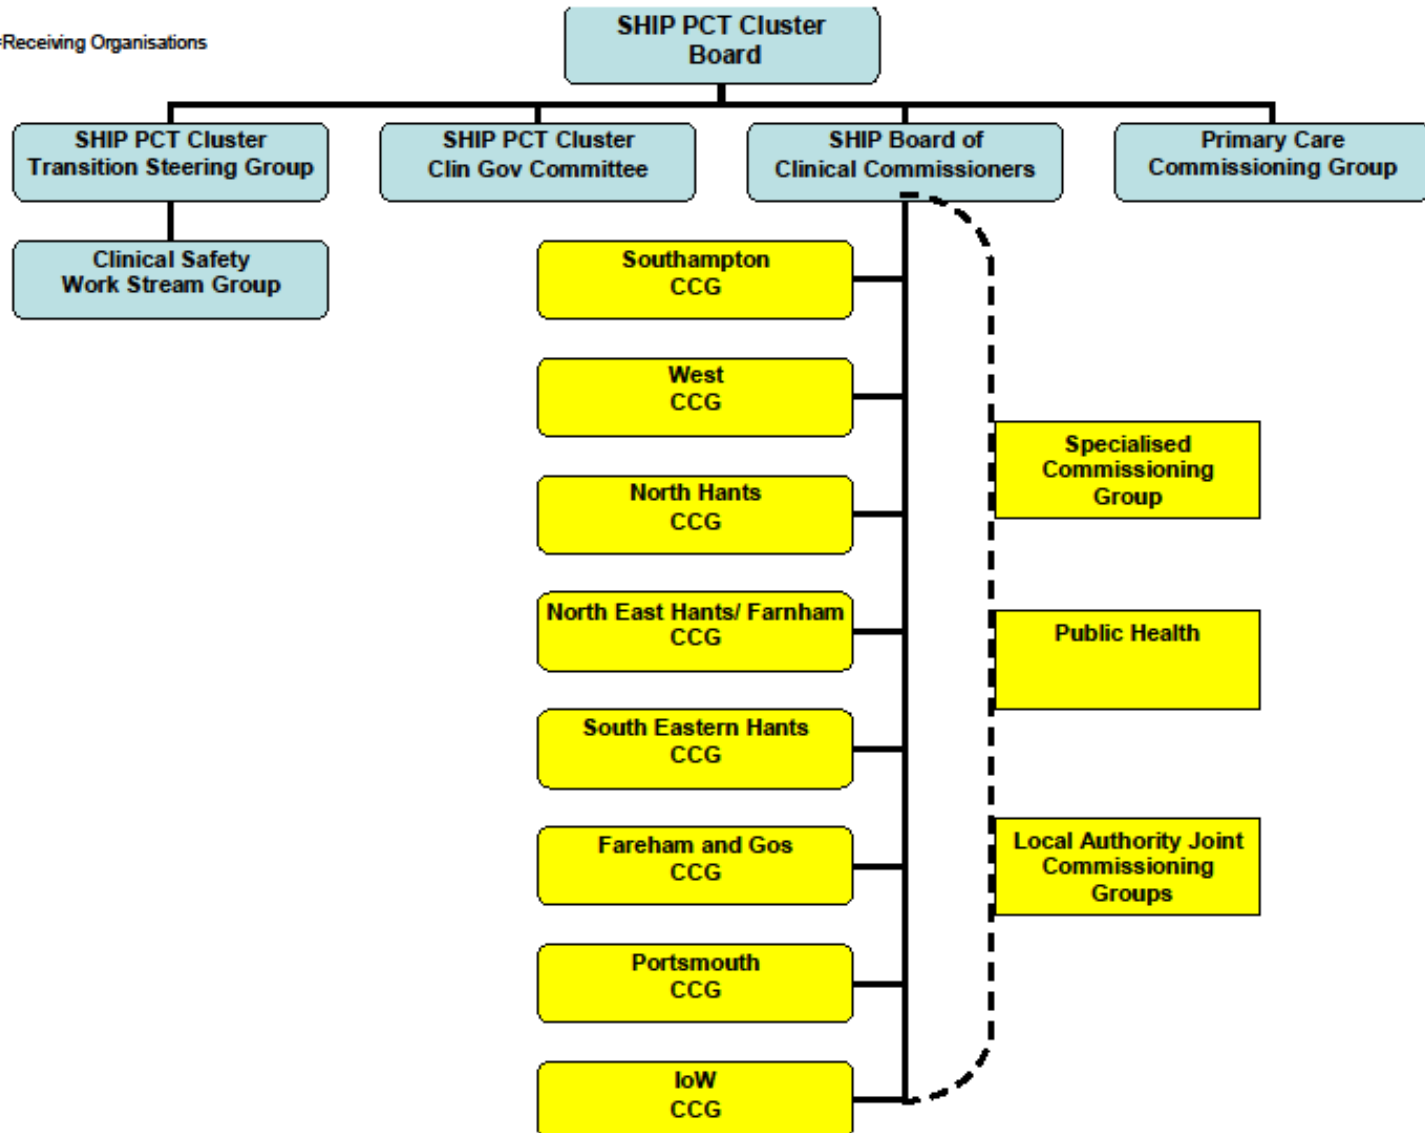 =Receiving Organisations
SHIP PCT Cluster
Board
SHIP PCT Cluster
Transition Steering Group
SHIP PCT Cluster
Clin Gov Committee
SHIP Board of
Clinical Commissioners
Primary Care
Commissioning Group
Clinical Safety
Work Stream Group
Southampton
CCG
West
CCG
North Hants
CCG
North East Hants/ Farnham
CCG
South Eastern Hants
CCG
Fareham and Gos
CCG
Portsmouth
CCG
IoW
CCG
Specialised
Commissioning
Group
Public Health
Local Authority Joint
Commissioning
Groups